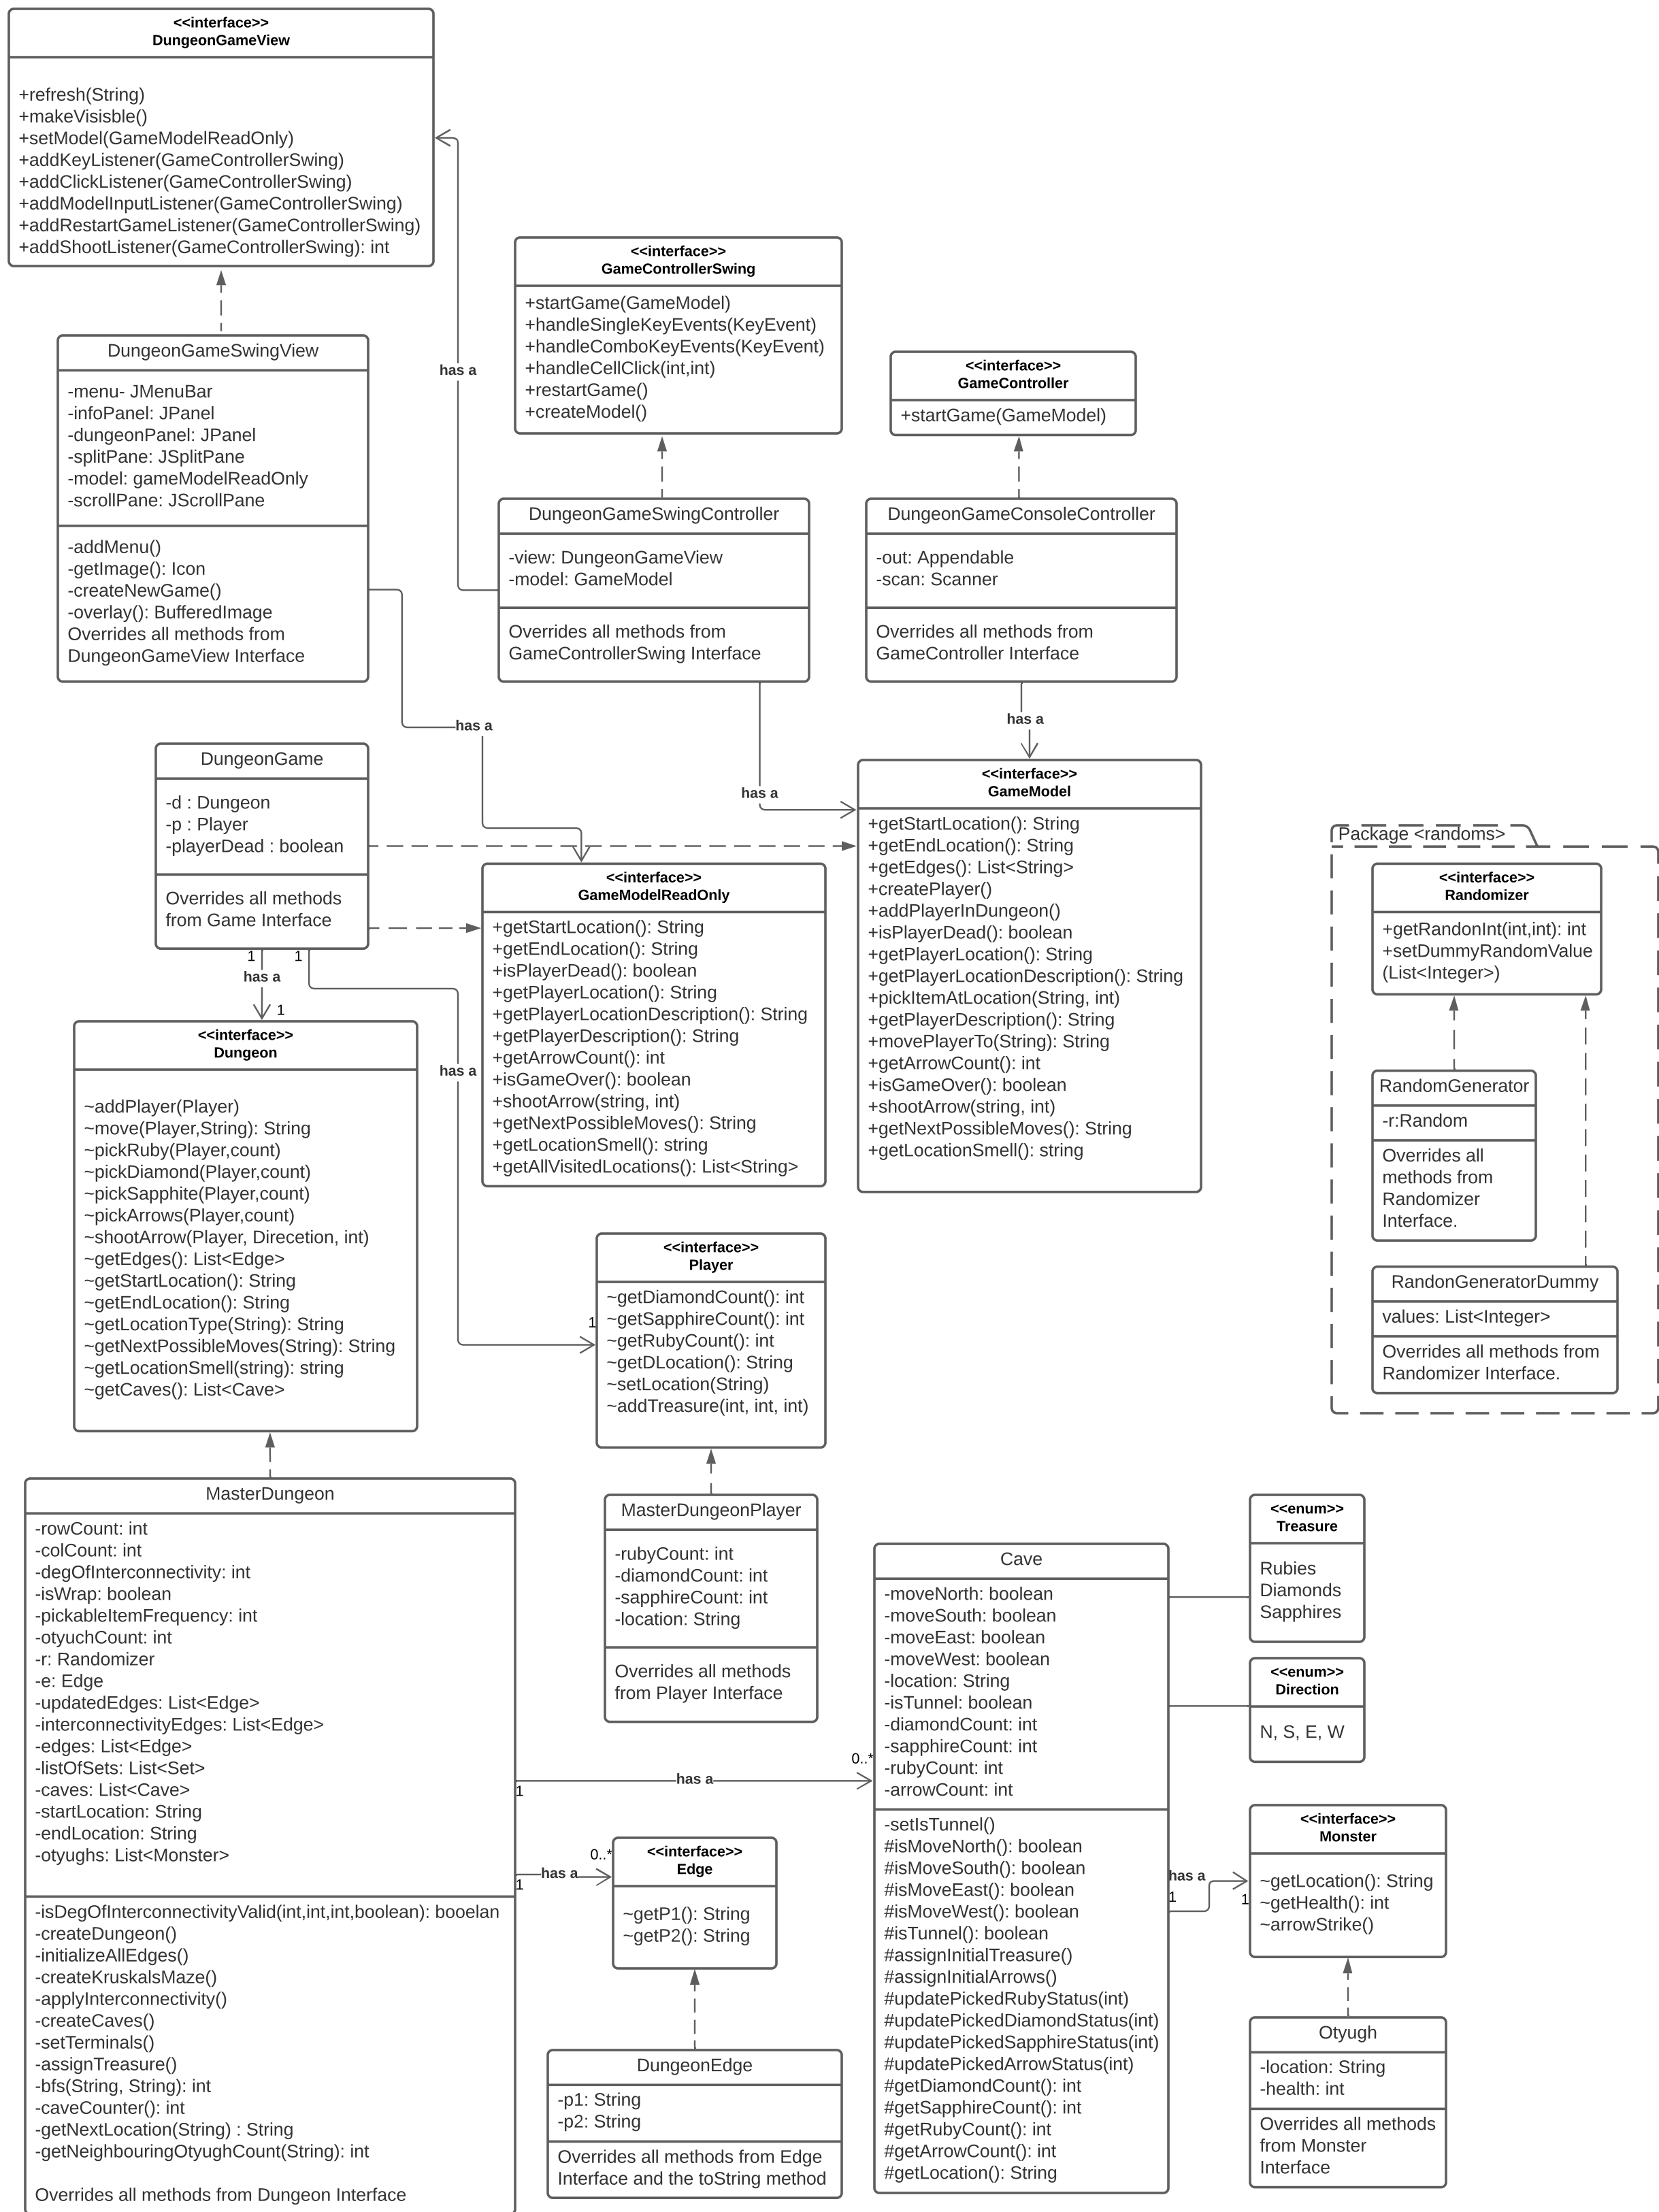 <<interface>>
DungeonGameView
+refresh(String)
+makeVisisble()
+setModel(GameModelReadOnly)
+addKeyListener(GameControllerSwing)
+addClickListener(GameControllerSwing)
+addModelInputListener(GameControllerSwing)
+addRestartGameListener(GameControllerSwing)
+addShootListener(GameControllerSwing): int
<<interface>>
GameControllerSwing
+startGame(GameModel)
+handleSingleKeyEvents(KeyEvent)
+handleComboKeyEvents(KeyEvent)
+handleCellClick(int,int)
+restartGame()
+createModel()
<<interface>>
GameController
+startGame(GameModel)
has a
DungeonGameSwingView
-menu- JMenuBar
-infoPanel: JPanel
-dungeonPanel: JPanel
-splitPane: JSplitPane
-model: gameModelReadOnly
-scrollPane: JScrollPane
-addMenu()
-getImage(): Icon
-createNewGame()
-overlay(): BufferedImage
Overrides all methods from
DungeonGameView Interface
DungeonGameSwingController
-view: DungeonGameView
-model: GameModel
Overrides all methods from
GameControllerSwing Interface
DungeonGameConsoleController
-out: Appendable
-scan: Scanner
Overrides all methods from
GameController Interface
has a
has a
has a
DungeonGame
-d : Dungeon
-p : Player
-playerDead : boolean
Overrides all methods
from Game Interface
1
1
has a
1
has a
1
<<interface>>
GameModelReadOnly
+getStartLocation(): String
+getEndLocation(): String
+isPlayerDead(): boolean
+getPlayerLocation(): String
+getPlayerLocationDescription(): String
+getPlayerDescription(): String
+getArrowCount(): int
+isGameOver(): boolean
+shootArrow(string, int)
+getNextPossibleMoves(): String
+getLocationSmell(): string
+getAllVisitedLocations(): List<String>
<<interface>>
GameModel
+getStartLocation(): String
+getEndLocation(): String
+getEdges(): List<String>
+createPlayer()
+addPlayerInDungeon()
+isPlayerDead(): boolean
+getPlayerLocation(): String
+getPlayerLocationDescription(): String
+pickItemAtLocation(String, int)
+getPlayerDescription(): String
+movePlayerTo(String): String
+getArrowCount(): int
+isGameOver(): boolean
+shootArrow(string, int)
+getNextPossibleMoves(): String
+getLocationSmell(): string
Package <randoms>
<<interface>>
Randomizer
+getRandonInt(int,int): int
+setDummyRandomValue
(List<Integer>)
RandomGenerator
-r:Random
Overrides all
methods from
Randomizer
Interface.
RandonGeneratorDummy
values: List<Integer>
Overrides all methods from
Randomizer Interface.
<<interface>>
Dungeon
~addPlayer(Player)
~move(Player,String): String
~pickRuby(Player,count)
~pickDiamond(Player,count)
~pickSapphite(Player,count)
~pickArrows(Player,count)
~shootArrow(Player, Direcetion, int)
~getEdges(): List<Edge>
~getStartLocation(): String
~getEndLocation(): String
~getLocationType(String): String
~getNextPossibleMoves(String): String
~getLocationSmell(string): string
~getCaves(): List<Cave>
<<interface>>
Player
~getDiamondCount(): int
~getSapphireCount(): int
~getRubyCount(): int
~getDLocation(): String
~setLocation(String)
~addTreasure(int, int, int)
MasterDungeon
-rowCount: int
-colCount: int
-degOfInterconnectivity: int
-isWrap: boolean
-pickableItemFrequency: int
-otyuchCount: int
-r: Randomizer
-e: Edge
-updatedEdges: List<Edge>
-interconnectivityEdges: List<Edge>
-edges: List<Edge>
-listOfSets: List<Set>
-caves: List<Cave>
-startLocation: String
-endLocation: String
-otyughs: List<Monster>
-isDegOfInterconnectivityValid(int,int,int,boolean): booelan
-createDungeon()
-initializeAllEdges()
-createKruskalsMaze()
-applyInterconnectivity()
-createCaves()
-setTerminals()
-assignTreasure()
-bfs(String, String): int
-caveCounter(): int
-getNextLocation(String) : String
-getNeighbouringOtyughCount(String): int
Overrides all methods from Dungeon Interface
MasterDungeonPlayer
-rubyCount: int
-diamondCount: int
-sapphireCount: int
-location: String
Overrides all methods
from Player Interface
1
has a
0..*
1
has a
0..*
<<interface>>
Edge
~getP1(): String
~getP2(): String
DungeonEdge
-p1: String
-p2: String
Overrides all methods from Edge
Interface and the toString method
Cave
-moveNorth: boolean
-moveSouth: boolean
-moveEast: boolean
-moveWest: boolean
-location: String
-isTunnel: boolean
-diamondCount: int
-sapphireCount: int
-rubyCount: int
-arrowCount: int
-setIsTunnel()
#isMoveNorth(): boolean
#isMoveSouth(): boolean
#isMoveEast(): boolean
#isMoveWest(): boolean
#isTunnel(): boolean
#assignInitialTreasure()
#assignInitialArrows()
#updatePickedRubyStatus(int)
#updatePickedDiamondStatus(int)
#updatePickedSapphireStatus(int)
#updatePickedArrowStatus(int)
#getDiamondCount(): int
#getSapphireCount(): int
#getRubyCount(): int
#getArrowCount(): int
#getLocation(): String
<<enum>>
Treasure
Rubies
Diamonds
Sapphires
<<enum>>
Direction
N, S, E, W
has a
1
1
<<interface>>
Monster
~getLocation(): String
~getHealth(): int
~arrowStrike()
Otyugh
-location: String
-health: int
Overrides all methods
from Monster
Interface